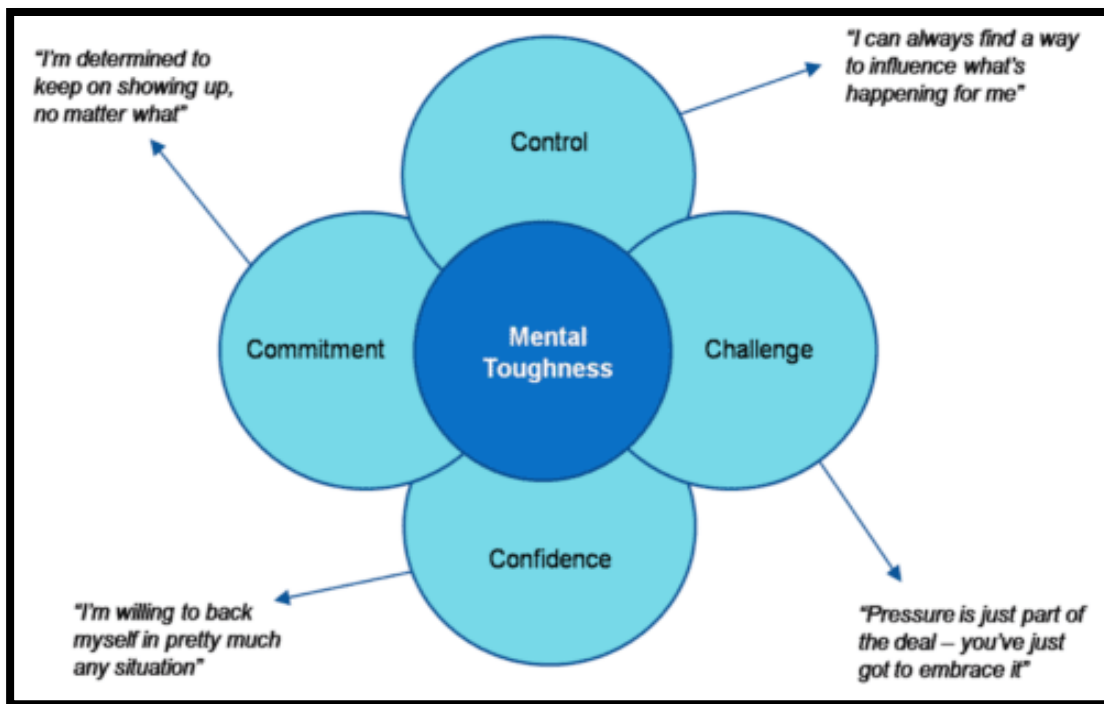 “I’m determined to
keep on showing up,
no matter what”
“I can always find a way
to influence what’s
happening for me”
Control
Commitment
Mental
Toughness
Challenge
Confidence
“I’m willing to back
myself in pretty much
any situation”
“Pressure is just part of
the deal – you’ve just
got to embrace it”